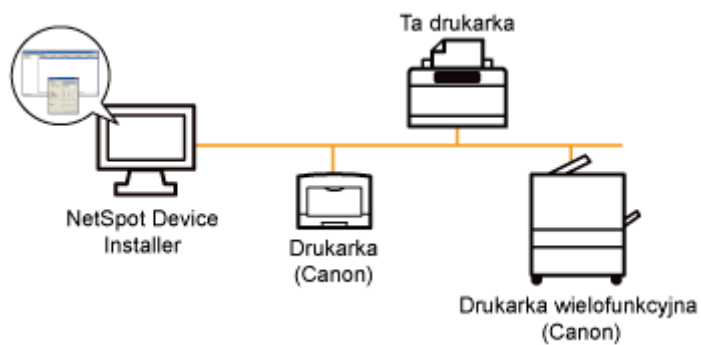 Ta drukarka
NetSpot Device
Installer
Drukarka
(Canon)
Drukarka wielofunkcyjna
(Canon)